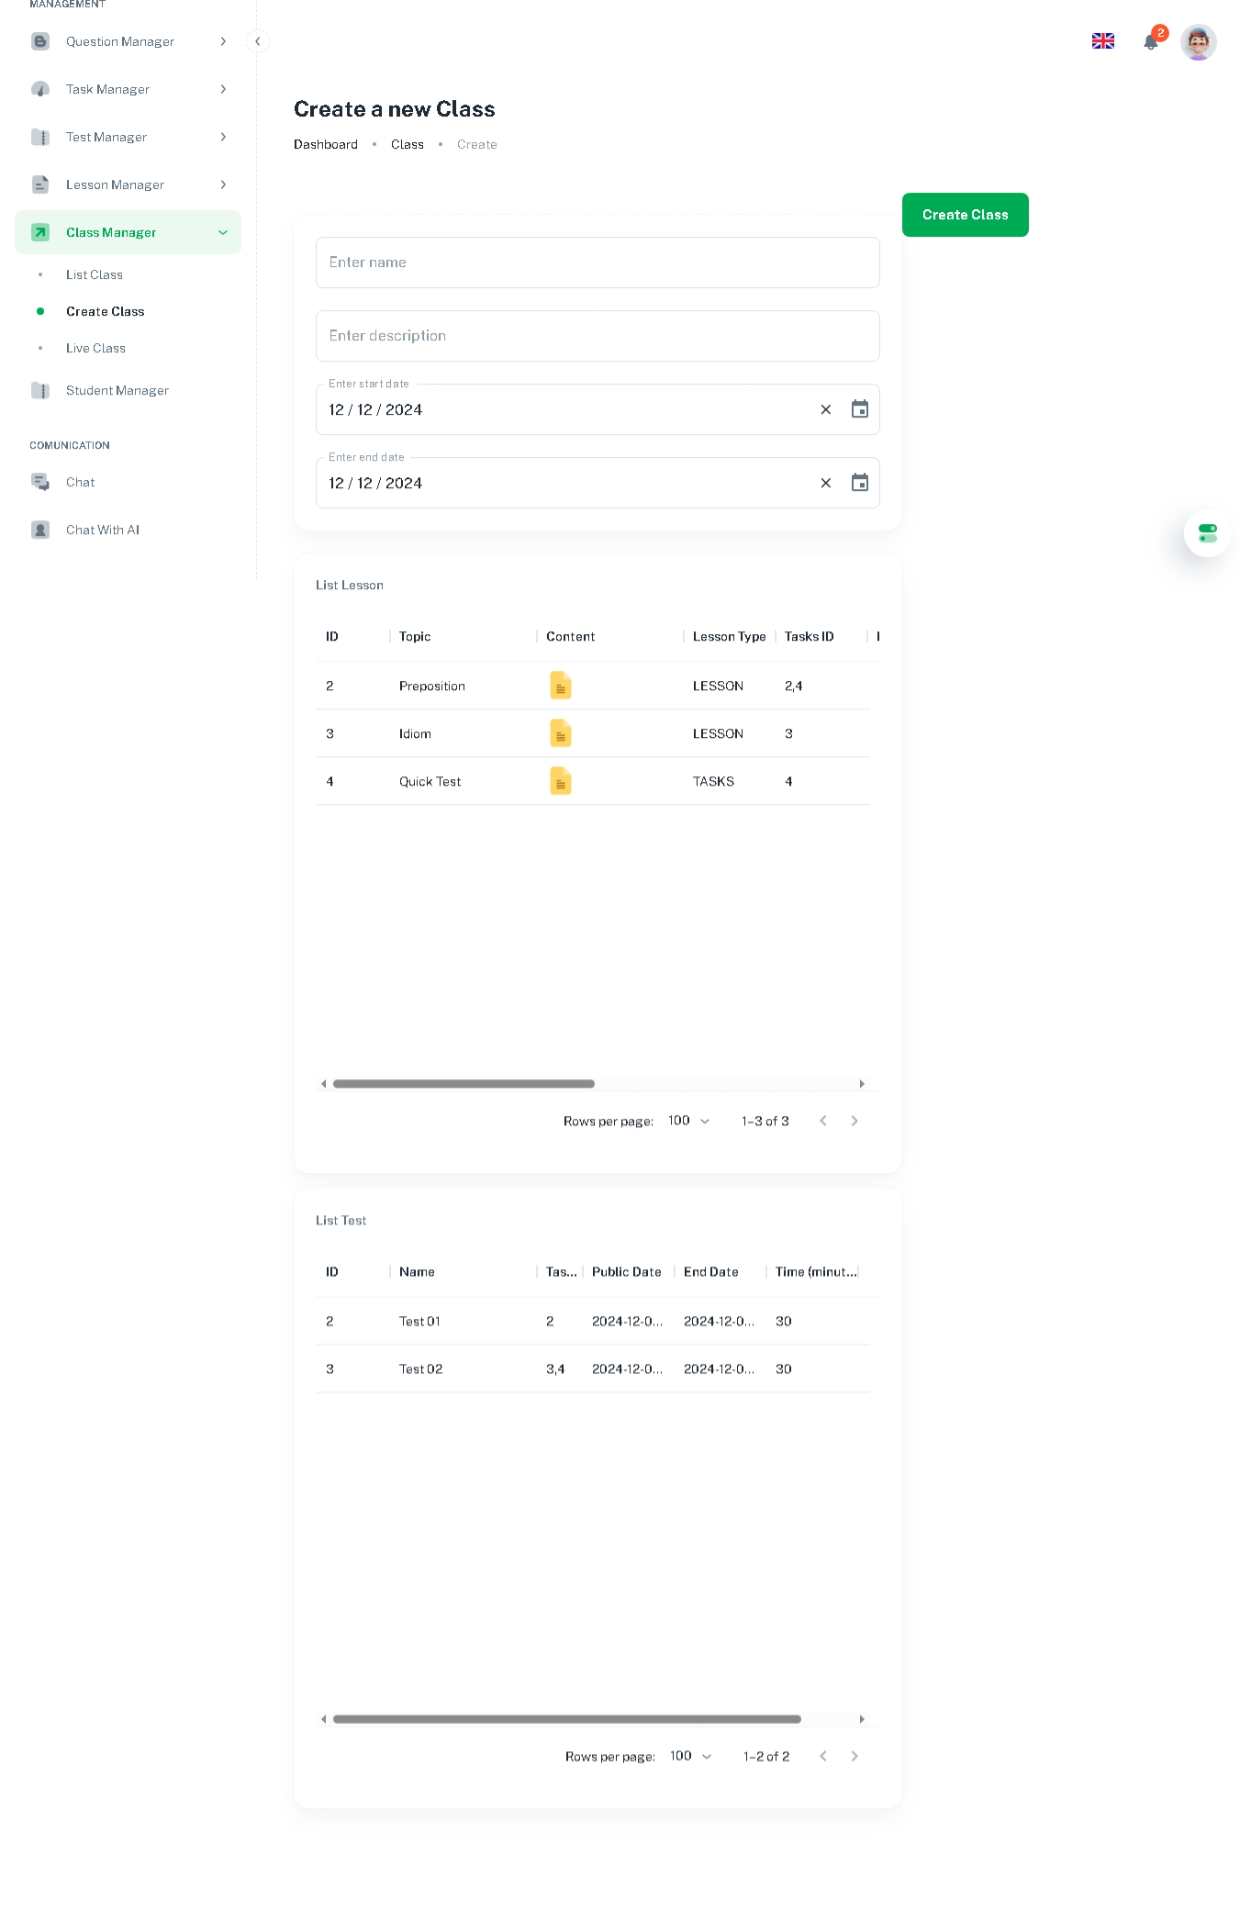 MANAGEMENT
Question Manager
Task Manager
Test Manager
Lesson Manager
Class Manager
List Class
Create Class
Live Class
Student Manager
COMUNICATION
Chat
Chat With AI
2
Create a new Class
Dashboard • Class • Create
Create Class
Enter name
Enter description
Enter start date
12 / 12 / 2024
Enter end date
12 / 12 / 2024
List Lesson
ID Topic Content Lesson Type Tasks ID
2 Preposition LESSON 2,4
3 Idiom LESSON 3
4 Quick Test TASKS 4
Rows per page: 100 1–3 of 3
List Test
ID Name Tas... Public Date End Date Time (minut...
2 Test 01 2 2024-12-0... 2024-12-0... 30
3 Test 02 3,4 2024-12-0... 2024-12-0... 30
Rows per page: 100 1–2 of 2